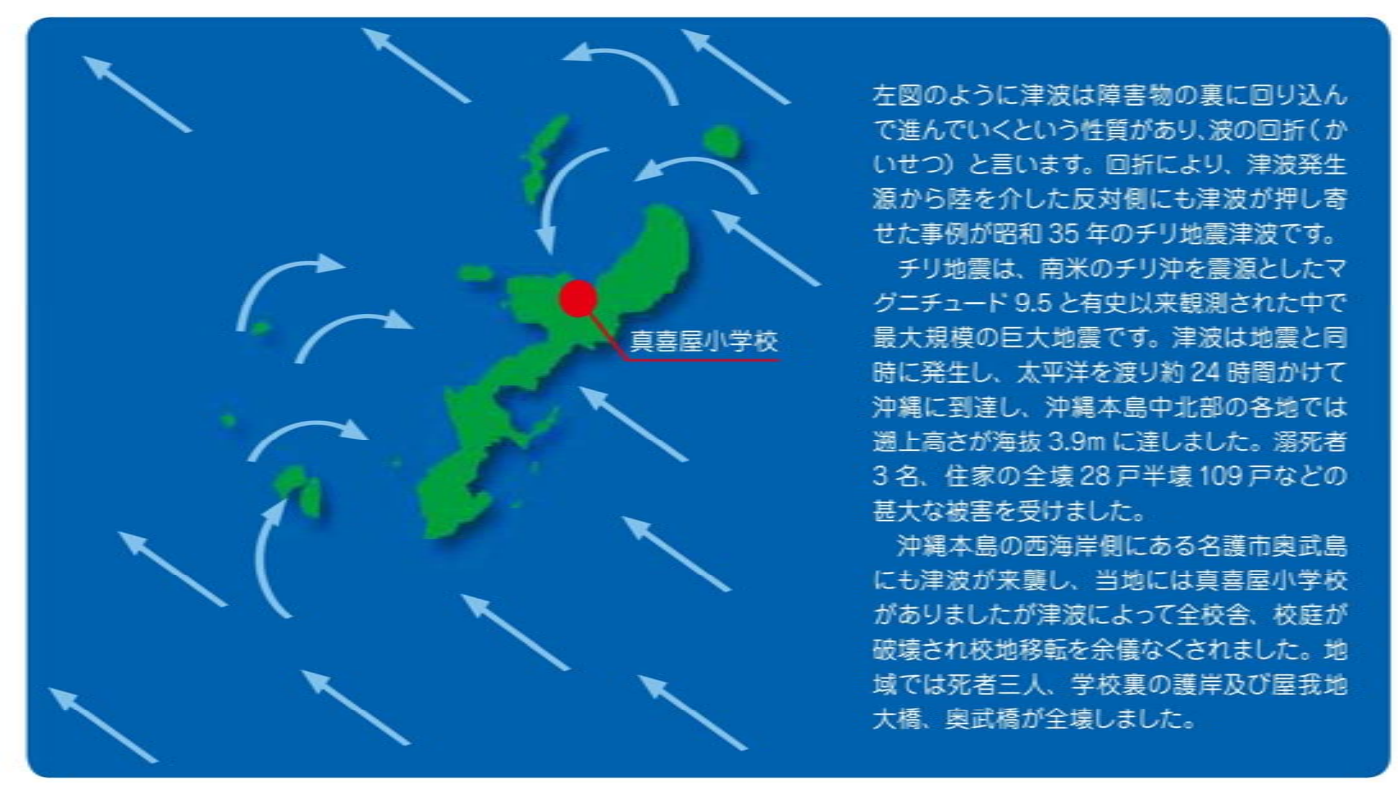 真喜屋小学校
左図のように津波は障害物の裏に回り込ん
で進んでいくという性質があり、波の回折(か
いせつ)と言います。回折により、津波発生
源から陸を介した反対側にも津波が押し寄
せた事例が昭和 35 年のチリ地震津波です。
　チリ地震は、南米のチリ沖を震源としたマ
グニチュード 9.5 と有史以来観測された中で
最大規模の巨大地震です。津波は地震と同
時に発生し、太平洋を渡り約 24 時間かけて
沖縄に到達し、沖縄本島中北部の各地では
遡上高さが海抜 3.9m に達しました。溺死者
3 名、住家の全壊 28 戸半壊 109 戸などの
甚大な被害を受けました。
　沖縄本島の西海岸側にある名護市奥武島
にも津波が来襲し、当地には真喜屋小学校
がありましたが津波によって全校舎、校庭が
破壊され校地移転を余儀なくされました。地
域では死者三人、学校裏の護岸及び屋我地
大橋、奥武橋が全壊しました。